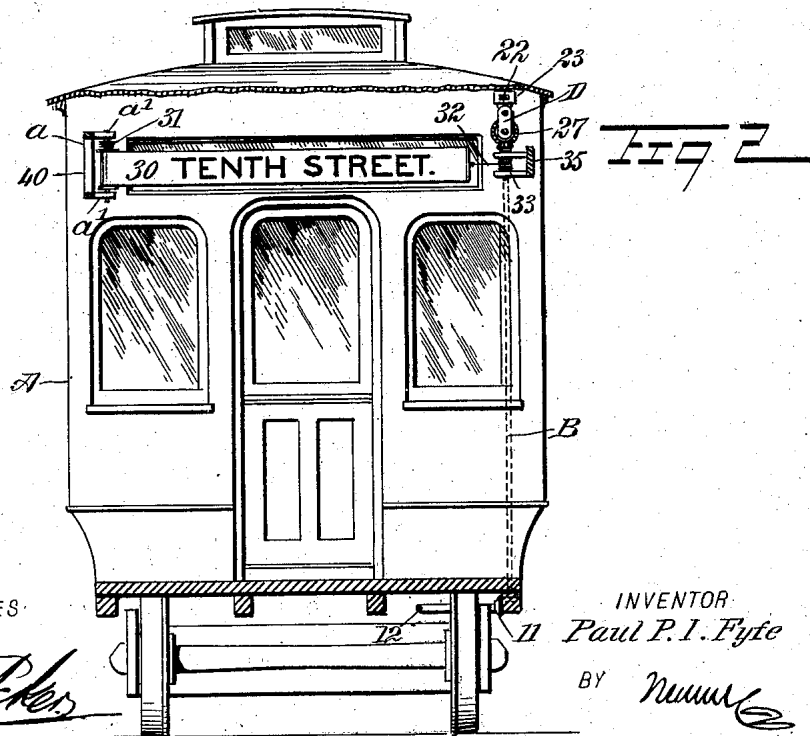 22 23
a a¹ 31 32 D
27
40 30 TENTH STREET. 35 Fig 2
a¹ 33
A
B
ES
INVENTOR
12 11 Paul P. I. Fyfe
BY